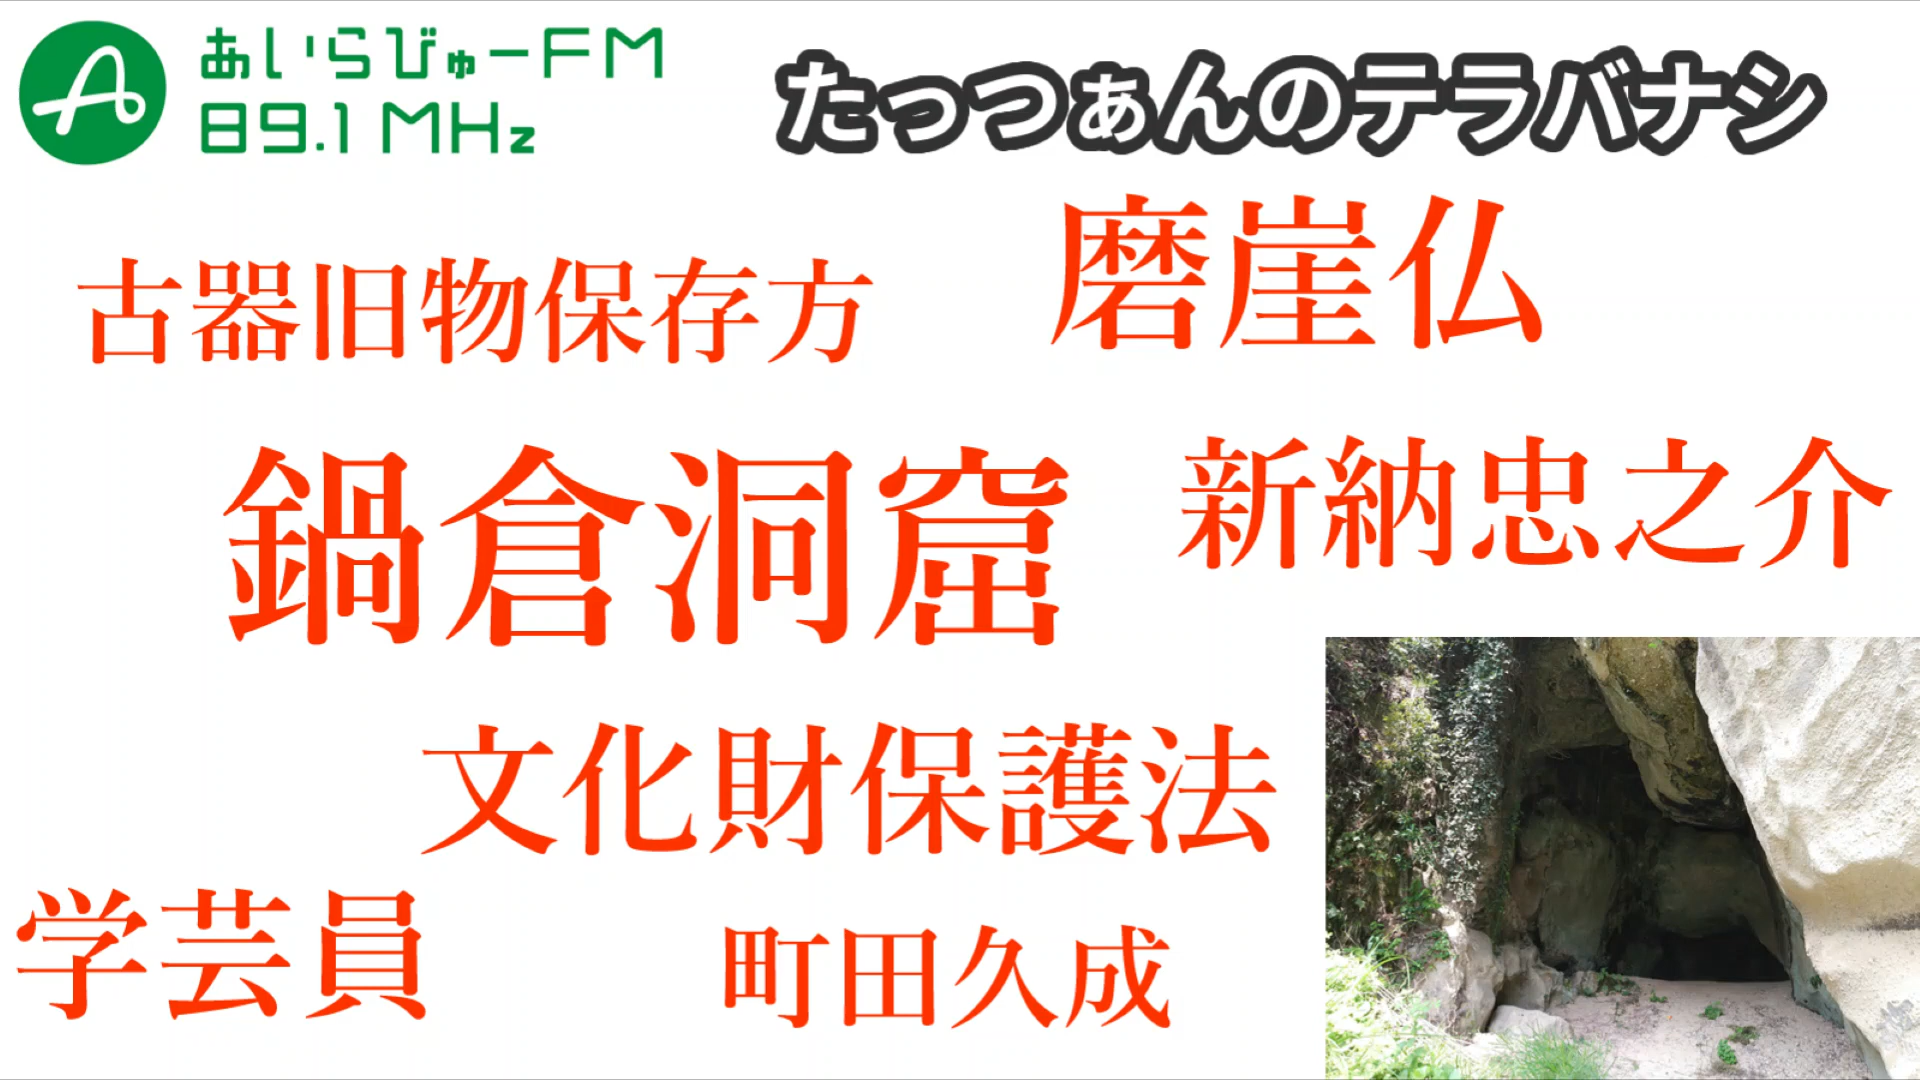 あいらびゅーFM
89.1MHz
たっつぁんのテラバナシ
磨崖仏
古器旧物保存方
鍋倉洞窟
新納忠之介
文化財保護法
学芸員
町田久成